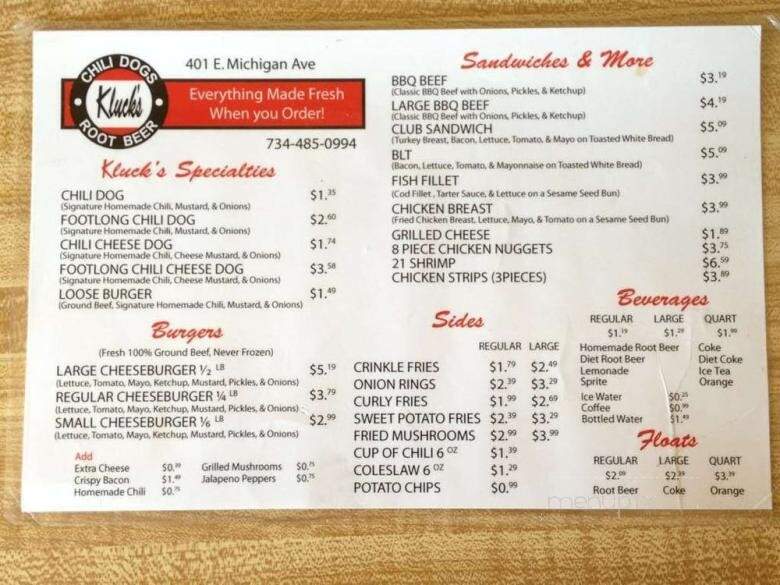 CHILI DOGS
Kluck's
ROOT BEER
401 E. Michigan Ave
Everything Made Fresh
When you Order!
734-485-0994
Kluck's Specialties
CHILI DOG $1.35
(Signature Homemade Chili, Mustard, & Onions)
FOOTLONG CHILI DOG $2.60
(Signature Homemade Chili, Mustard, & Onions)
CHILI CHEESE DOG $1.74
(Signature Homemade Chili, Cheese Mustard, & Onions)
FOOTLONG CHILI CHEESE DOG $3.58
(Signature Homemade Chili, Cheese Mustard, & Onions)
LOOSE BURGER $1.49
(Ground Beef, Signature Homemade Chili, Mustard, & Onions)
Burgers
(Fresh 100% Ground Beef, Never Frozen)
LARGE CHEESEBURGER ½ LB $5.19
(Lettuce, Tomato, Mayo, Ketchup, Mustard, Pickles, & Onions)
REGULAR CHEESEBURGER ¼ LB $3.79
(Lettuce, Tomato, Mayo, Ketchup, Mustard, Pickles, & Onions)
SMALL CHEESEBURGER ⅙ LB $2.99
(Lettuce, Tomato, Mayo, Ketchup, Mustard, Pickles, & Onions)
Add
Extra Cheese Grilled Mushrooms $0.75
Crispy Bacon $1.49 Jalapeno Peppers $0.75
Homemade Chili $0.75
Sandwiches & More
BBQ BEEF $3.19
(Classic BBQ Beef with Onions, Pickles, & Ketchup)
LARGE BBQ BEEF $4.19
(Classic BBQ Beef with Onions, Pickles, & Ketchup)
CLUB SANDWICH $5.09
(Turkey Breast, Bacon, Lettuce, Tomato, & Mayo on Toasted White Bread)
BLT $5.09
(Bacon, Lettuce, Tomato, & Mayonnaise on Toasted White Bread)
FISH FILLET $3.99
(Cod Fillet, Tarter Sauce, & Lettuce on a Sesame Seed Bun)
CHICKEN BREAST $3.99
(Fried Chicken Breast, Lettuce, Mayo, & Tomato on a Sesame Seed Bun)
GRILLED CHEESE $1.89
8 PIECE CHICKEN NUGGETS $3.75
21 SHRIMP $6.59
CHICKEN STRIPS (3PIECES) $3.89
Sides
REGULAR LARGE
CRINKLE FRIES $1.79 $2.49
ONION RINGS $2.39 $3.29
CURLY FRIES $1.99 $2.69
SWEET POTATO FRIES $2.39 $3.29
FRIED MUSHROOMS $2.99 $3.99
CUP OF CHILI 6 OZ $1.39
COLESLAW 6 OZ $1.29
POTATO CHIPS $0.99
Beverages
REGULAR LARGE QUART
$1.19 $1.29
Homemade Root Beer Coke
Diet Root Beer Diet Coke
Lemonade Ice Tea
Sprite Orange
Ice Water $0.25
Coffee $0.99
Bottled Water $1.49
Floats
REGULAR LARGE QUART
$2.09 $2.39 $3.39
Root Beer Coke Orange